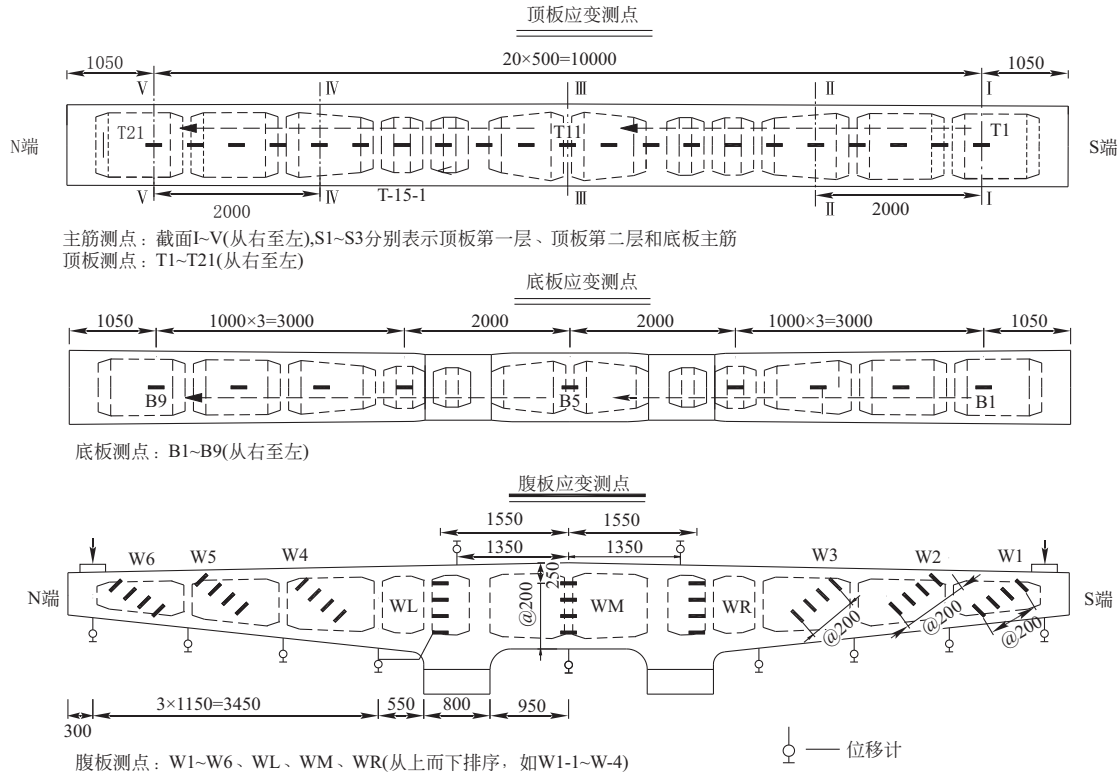 顶板应变测点
1050
20×500=10000
1050
V
IV
III
II
I
N端
T21
T11
T1
S端
V
IV
T-15-1
III
II
I
2000
2000
主筋测点：截面I~V(从右至左),S1~S3分别表示顶板第一层、顶板第二层和底板主筋
顶板测点：T1~T21(从右至左)
底板应变测点
1050
1000×3=3000
2000
2000
1000×3=3000
1050
B9
B5
B1
底板测点：B1~B9(从右至左)
腹板应变测点
1550
1550
1350
1350
W6
W5
W4
W3
W2
W1
250
N端
WL
@200
WM
WR
@200
@200
@200
S端
3×1150=3450
550
800
950
300
位移计
腹板测点：W1~W6、WL、WM、WR(从上而下排序，如W1-1~W-4)